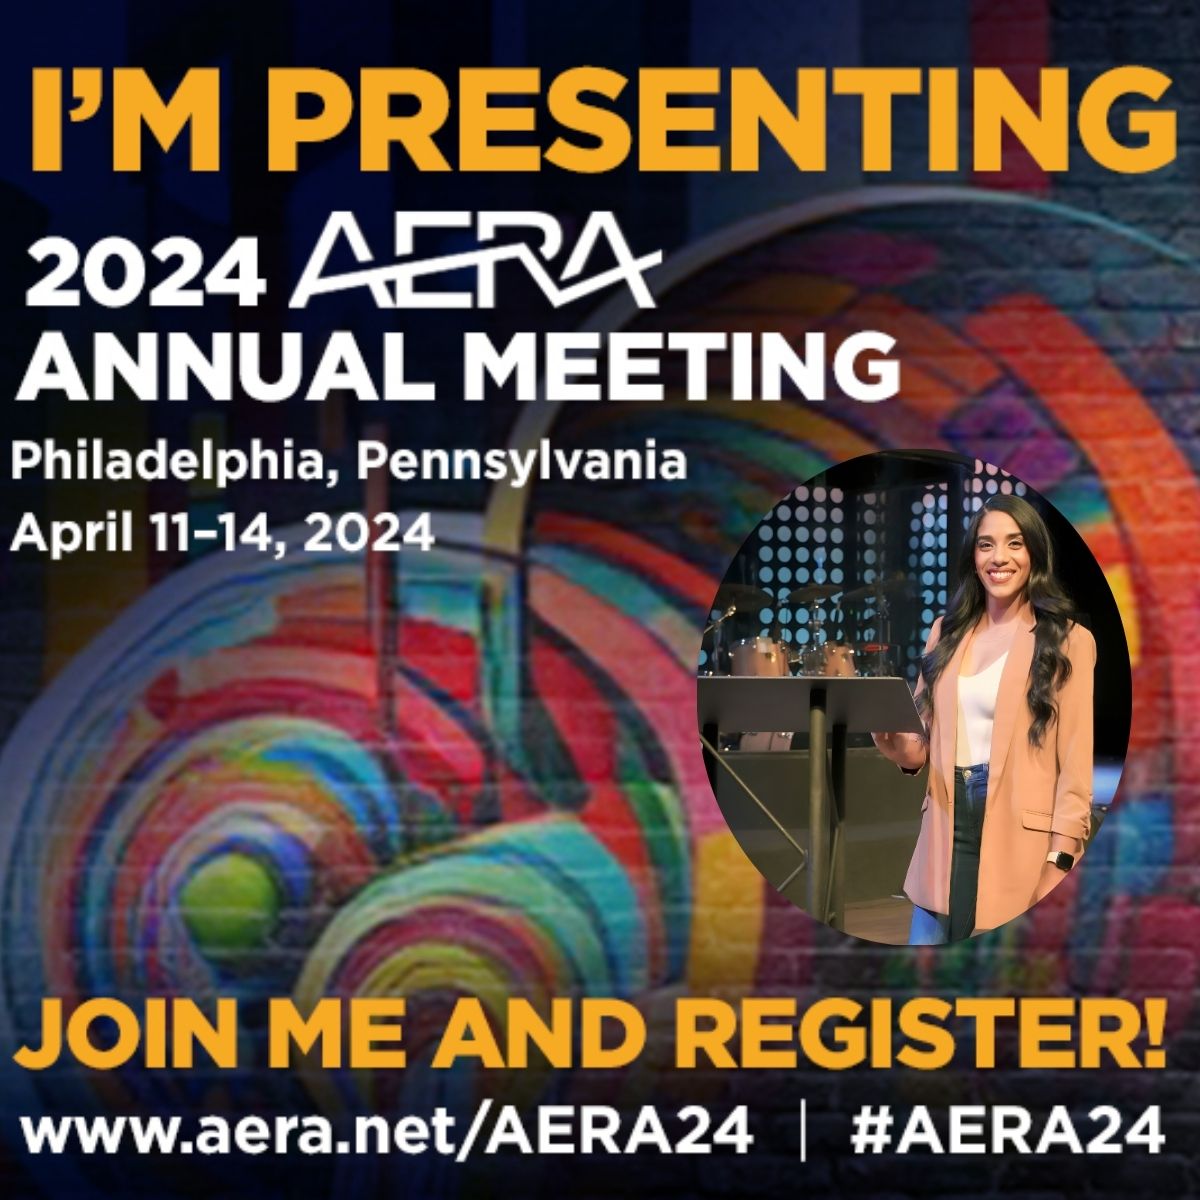 I'M PRESENTING
2024 AERA
ANNUAL MEETING
Philadelphia, Pennsylvania
April 11–14, 2024
JOIN ME AND REGISTER!
www.aera.net/AERA24 | #AERA24